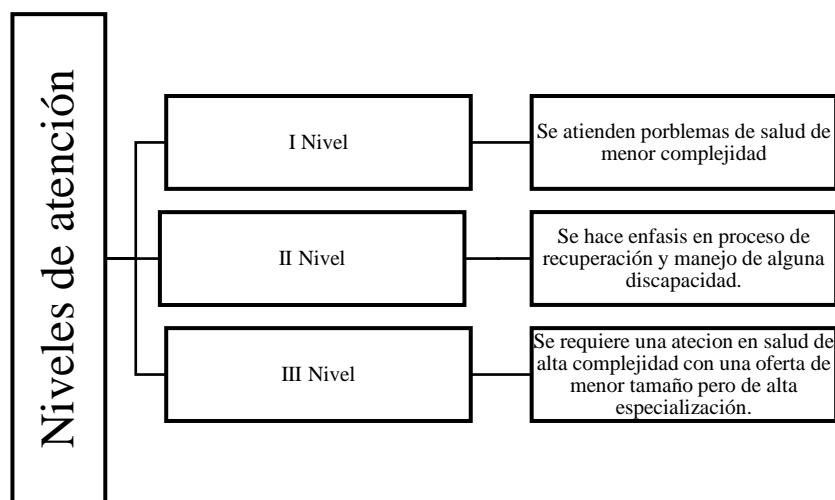 Niveles de atención
I Nivel
Se atienden porblemas de salud de
menor complejidad
II Nivel
Se hace enfasis en proceso de
recuperación y manejo de alguna
discapacidad.
III Nivel
Se requiere una atecion en salud de
alta complejidad con una oferta de
menor tamaño pero de alta
especialización.